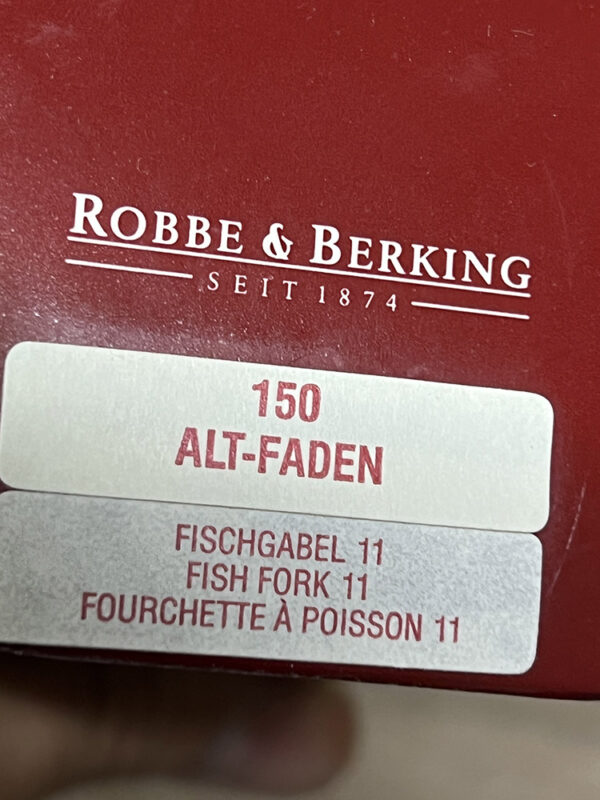 ROBBE & BERKING
SEIT 1874
150
ALT-FADEN
FISCHGABEL 11
FISH FORK 11
FOURCHETTE À POISSON 11